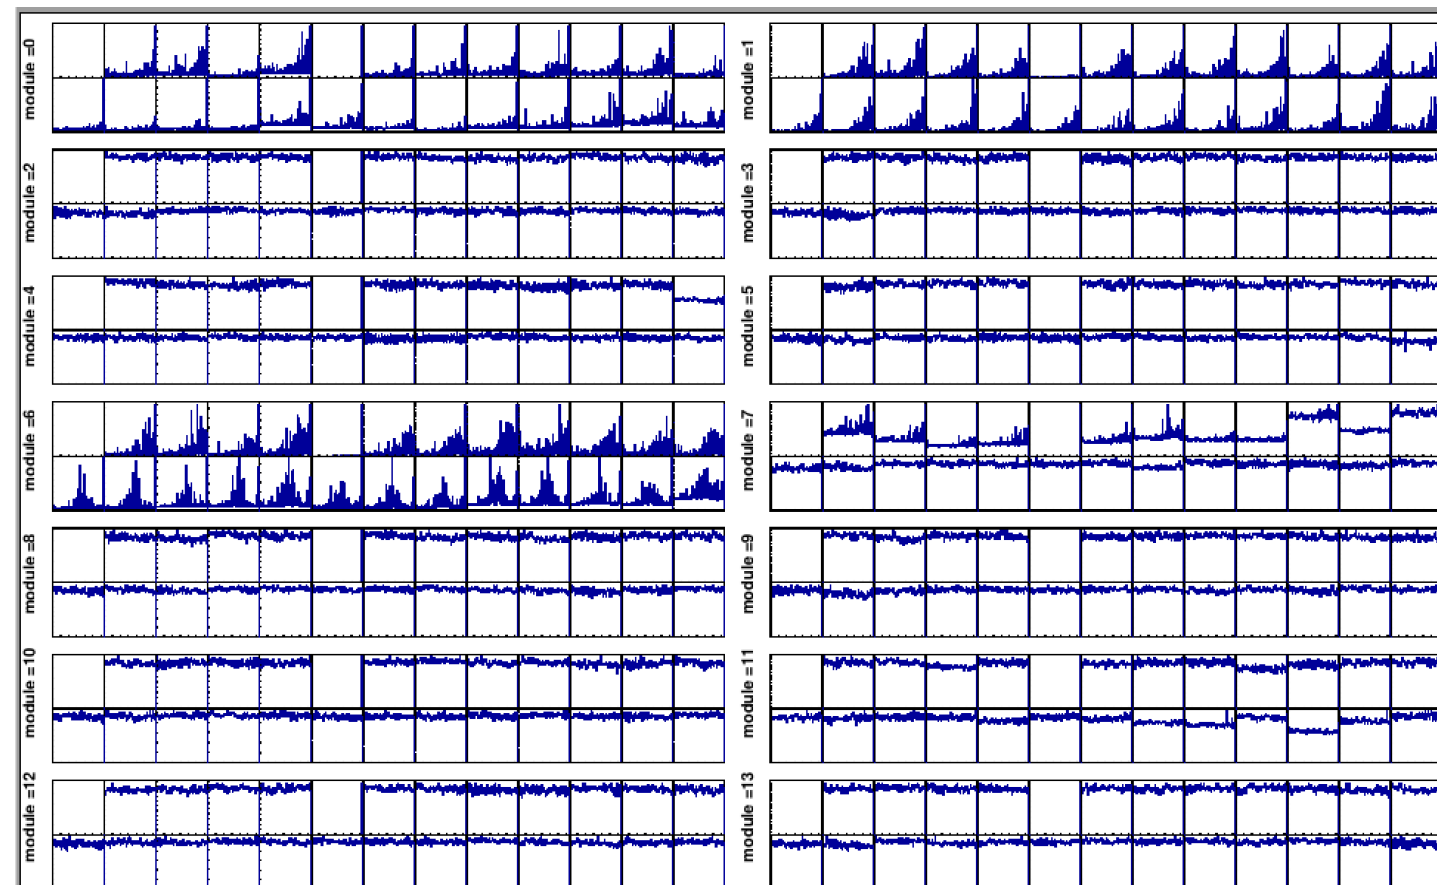 module =0
module =1
module =2
module =3
module =4
module =5
module =6
module =7
module =8
module =9
module =10
module =11
module =12
module =13